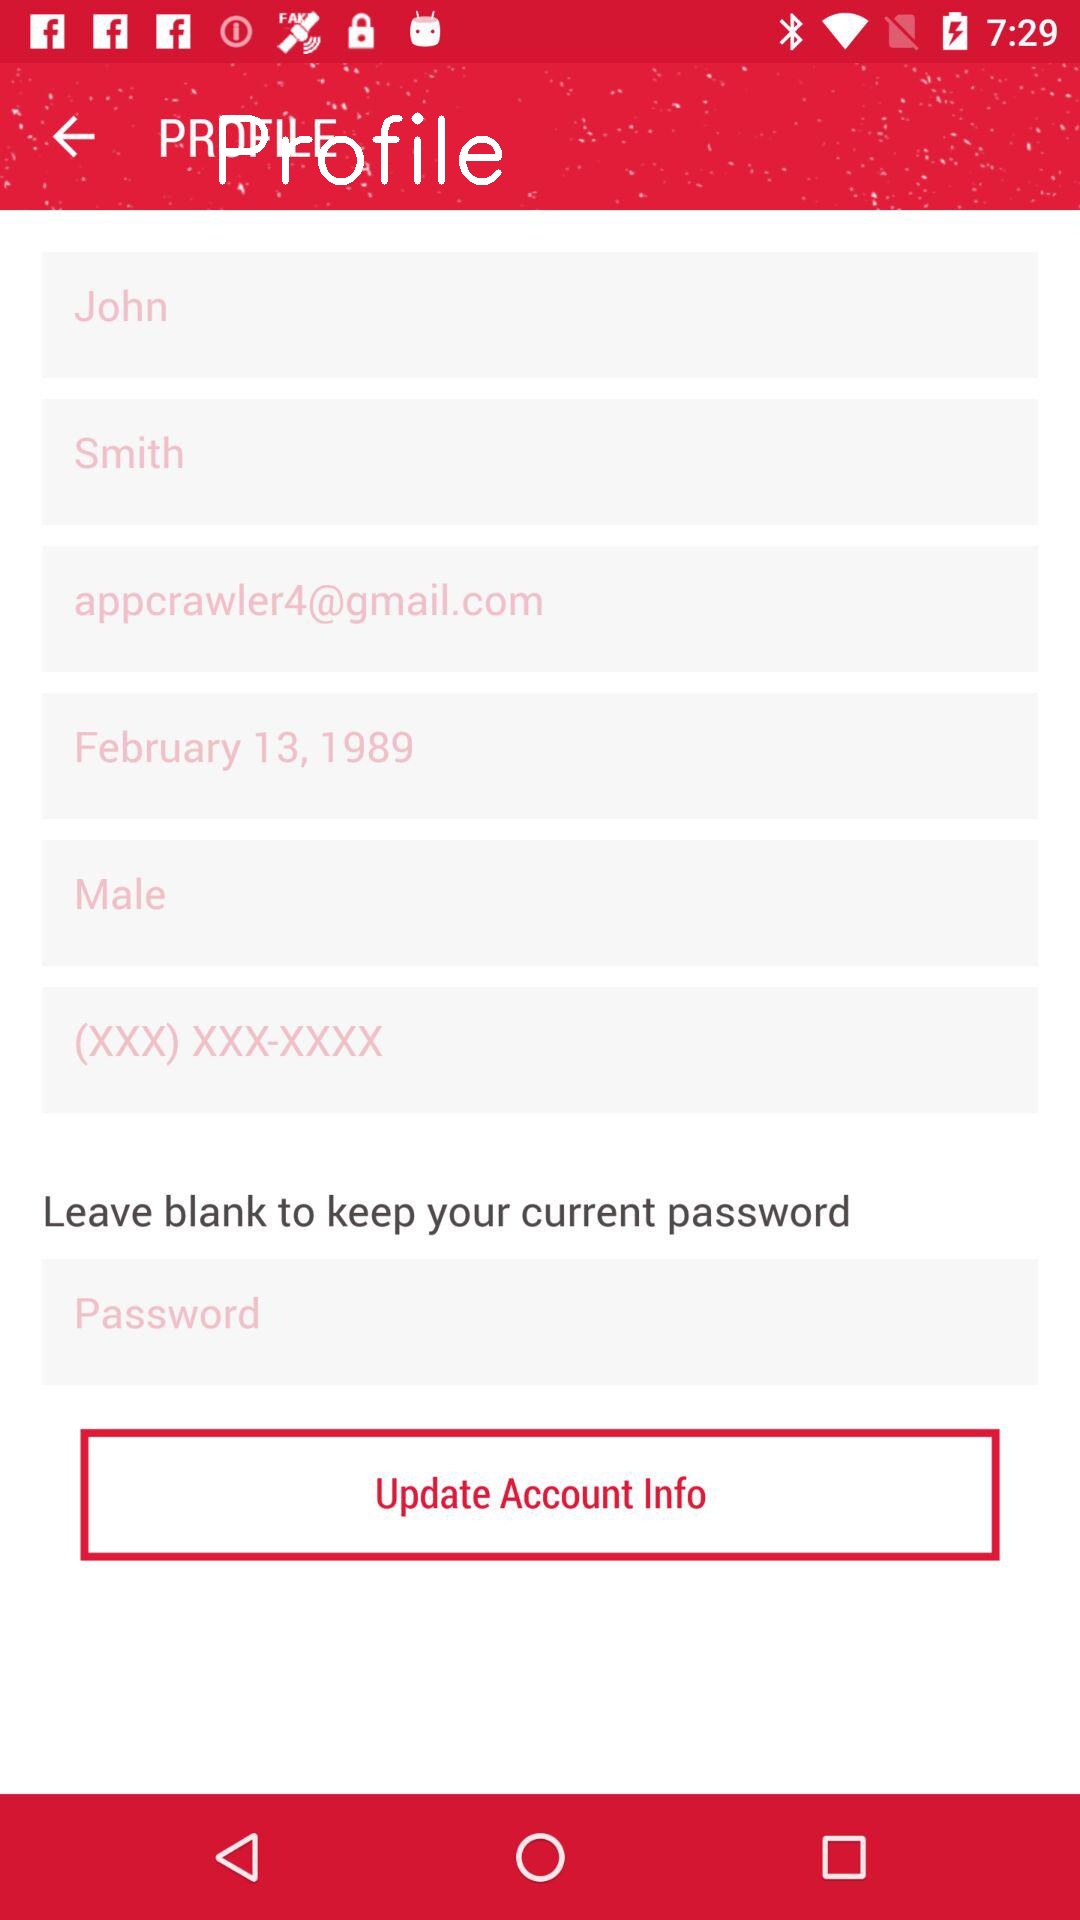 FAKE
7:29
PROFILE
Profile
John
Smith
appcrawler4@gmail.com
February 13, 1989
Male
(XXX) XXX-XXXX
Leave blank to keep your current password
Password
Update Account Info